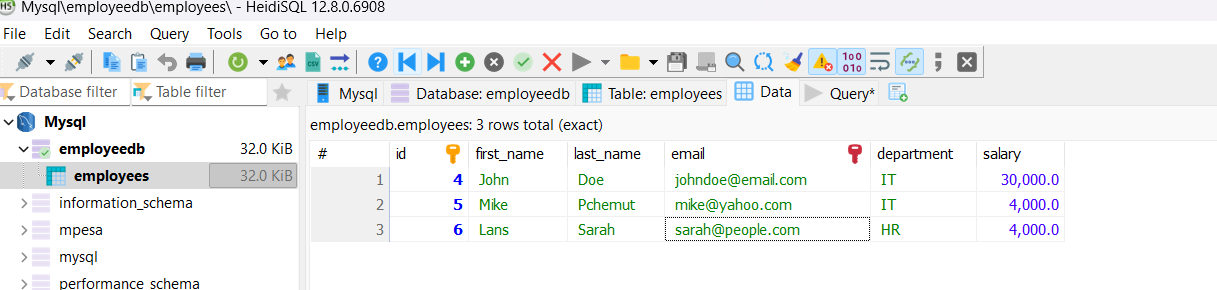 HS Mysql\employeedb\employees\ - HeidiSQL 12.8.0.6908
File Edit Search Query Tools Go to Help
CSV ? 100 010 ;
Database filter Table filter Mysql Database: employeedb Table: employees Data Query*
Mysql
employeedb 32.0 KiB
employees 32.0 KiB
information_schema
mpesa
mysql
performance_schema
employeedb.employees: 3 rows total (exact)
# id first_name last_name email department salary
1 4 John Doe johndoe@email.com IT 30,000.0
2 5 Mike Pchemut mike@yahoo.com IT 4,000.0
3 6 Lans Sarah sarah@people.com HR 4,000.0